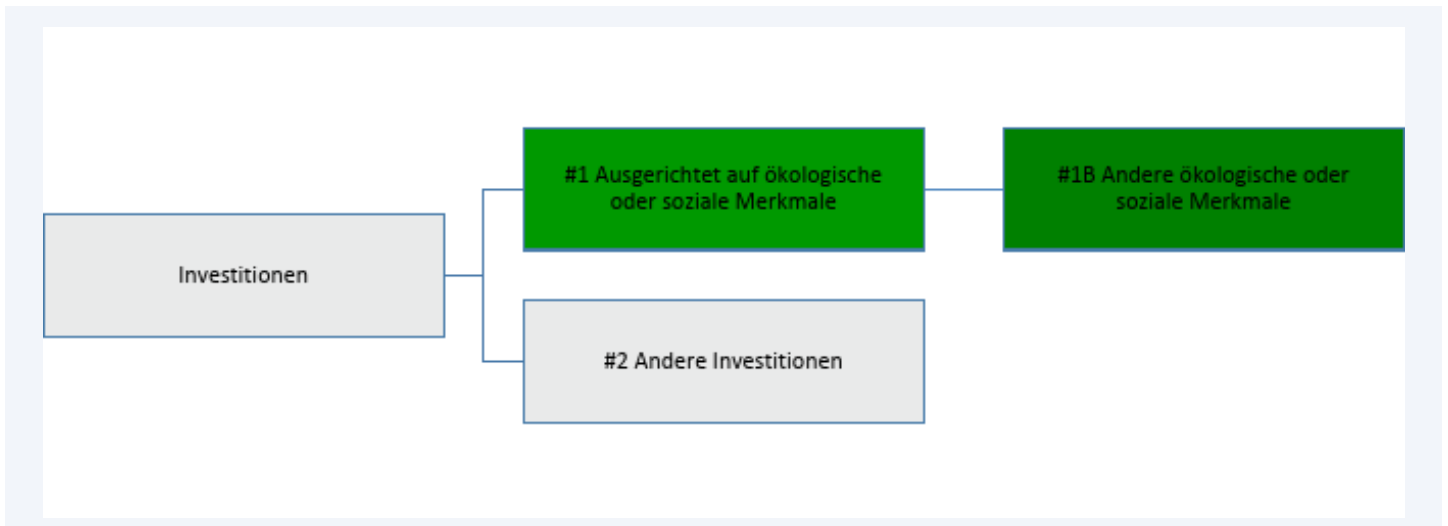 #1 Ausgerichtet auf ökologische
oder soziale Merkmale
#1B Andere ökologische oder
soziale Merkmale
Investitionen
#2 Andere Investitionen